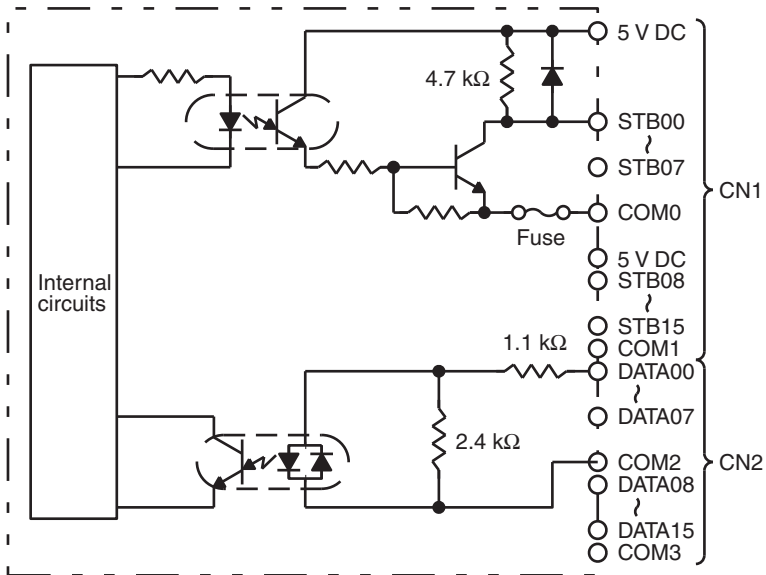 5 V DC
4.7 kΩ
STB00
~
STB07
CN1
COM0
Fuse
5 V DC
Internal
circuits
STB08
~
STB15
1.1 kΩ
COM1
DATA00
~
DATA07
2.4 kΩ
COM2
CN2
DATA08
~
DATA15
COM3